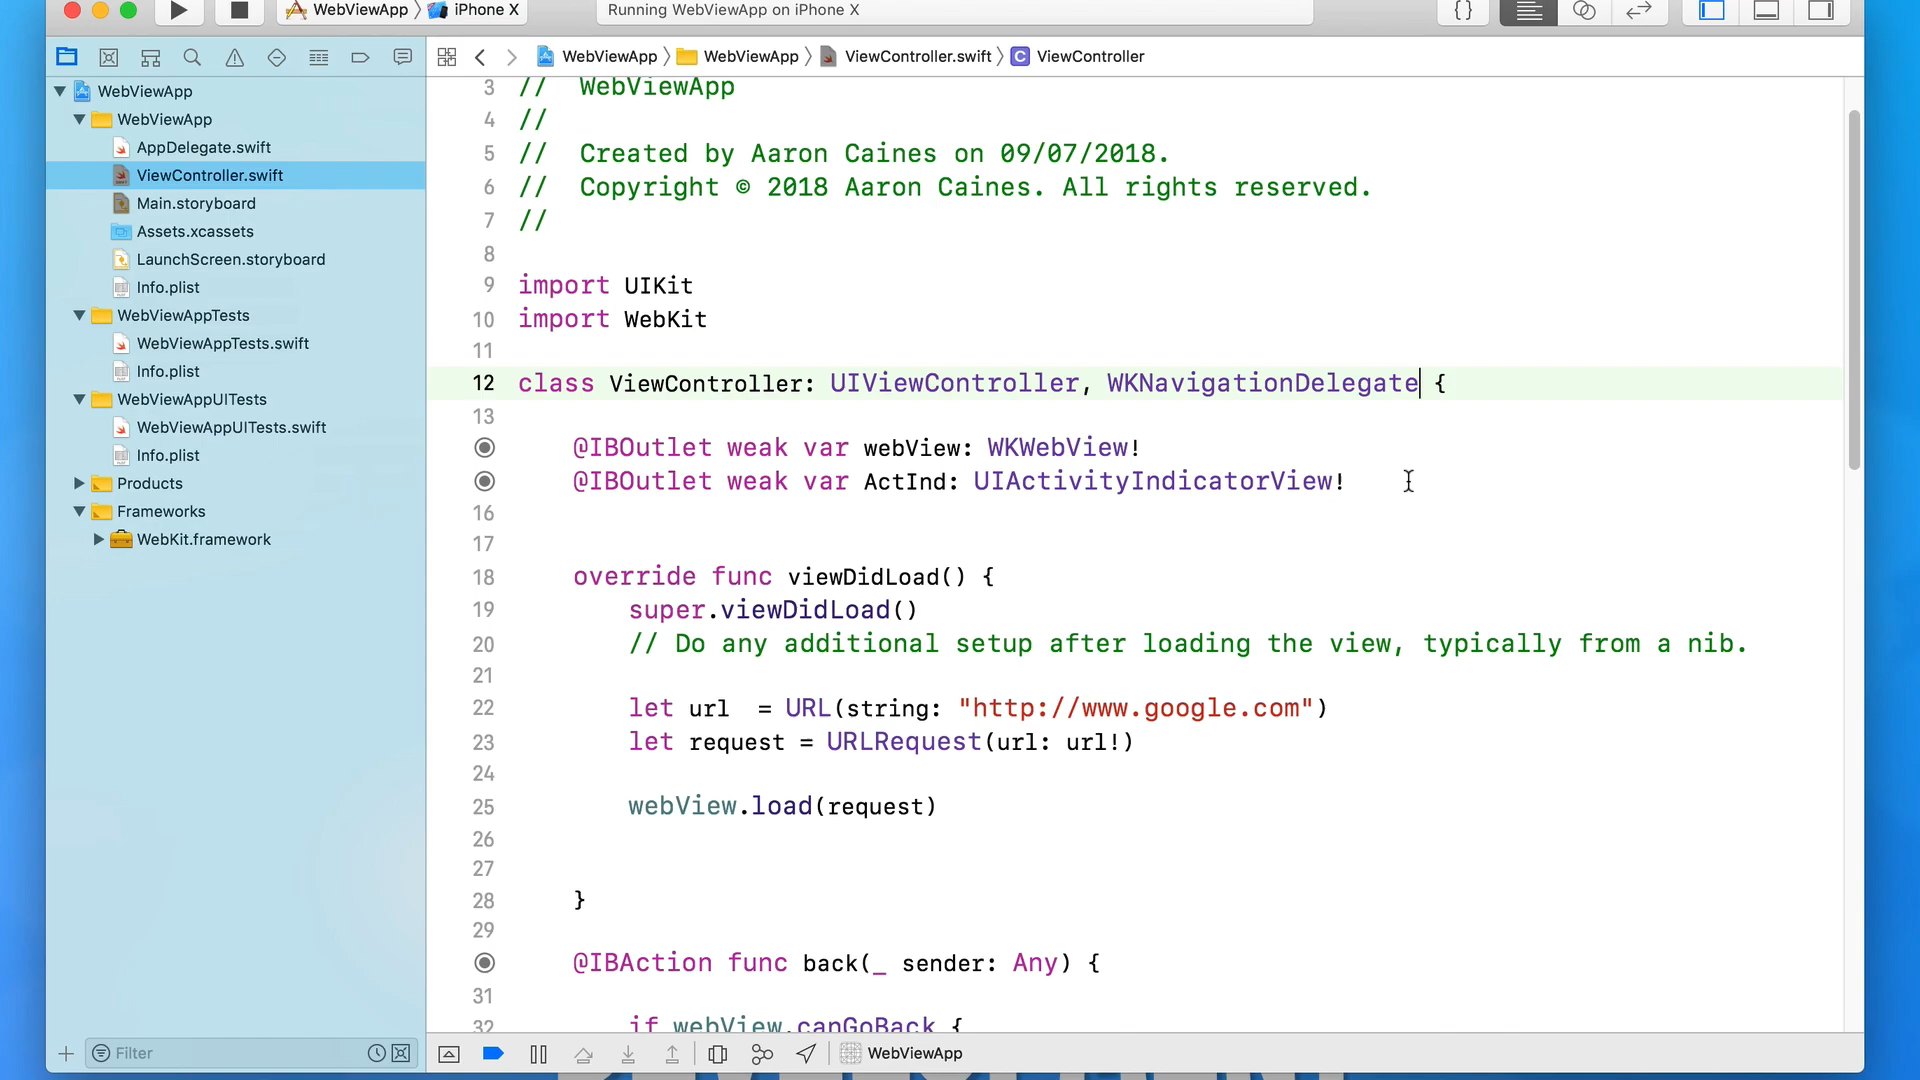 WebViewApp
iPhone X
Running WebViewApp on iPhone X
{}
WebViewApp
WebViewApp
ViewController.swift
C
ViewController
WebViewApp
WebViewApp
AppDelegate.swift
ViewController.swift
Main.storyboard
Assets.xcassets
LaunchScreen.storyboard
Info.plist
WebViewAppTests
WebViewAppTests.swift
Info.plist
WebViewAppUITests
WebViewAppUITests.swift
Info.plist
Products
Frameworks
WebKit.framework
3 //  WebViewApp
4 //
5 //  Created by Aaron Caines on 09/07/2018.
6 //  Copyright © 2018 Aaron Caines. All rights reserved.
7 //
8
9 import UIKit
10 import WebKit
11
12 class ViewController: UIViewController, WKNavigationDelegate {
13
@IBOutlet weak var webView: WKWebView!
@IBOutlet weak var ActInd: UIActivityIndicatorView!
16
17
18 override func viewDidLoad() {
19 super.viewDidLoad()
20 // Do any additional setup after loading the view, typically from a nib.
21
22 let url  = URL(string: "http://www.google.com")
23 let request = URLRequest(url: url!)
24
25 webView.load(request)
26
27
28 }
29
@IBAction func back(_ sender: Any) {
31
32 if webView.canGoBack {
Filter
WebViewApp